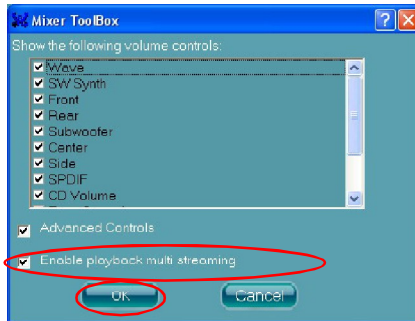 Mixer ToolBox
Show the following volume controls:
Wave
SW Synth
Front
Rear
Subwoofer
Center
Side
SPDIF
CD Volume
Advanced Controls
Enable playback multi streaming
OK
Cancel